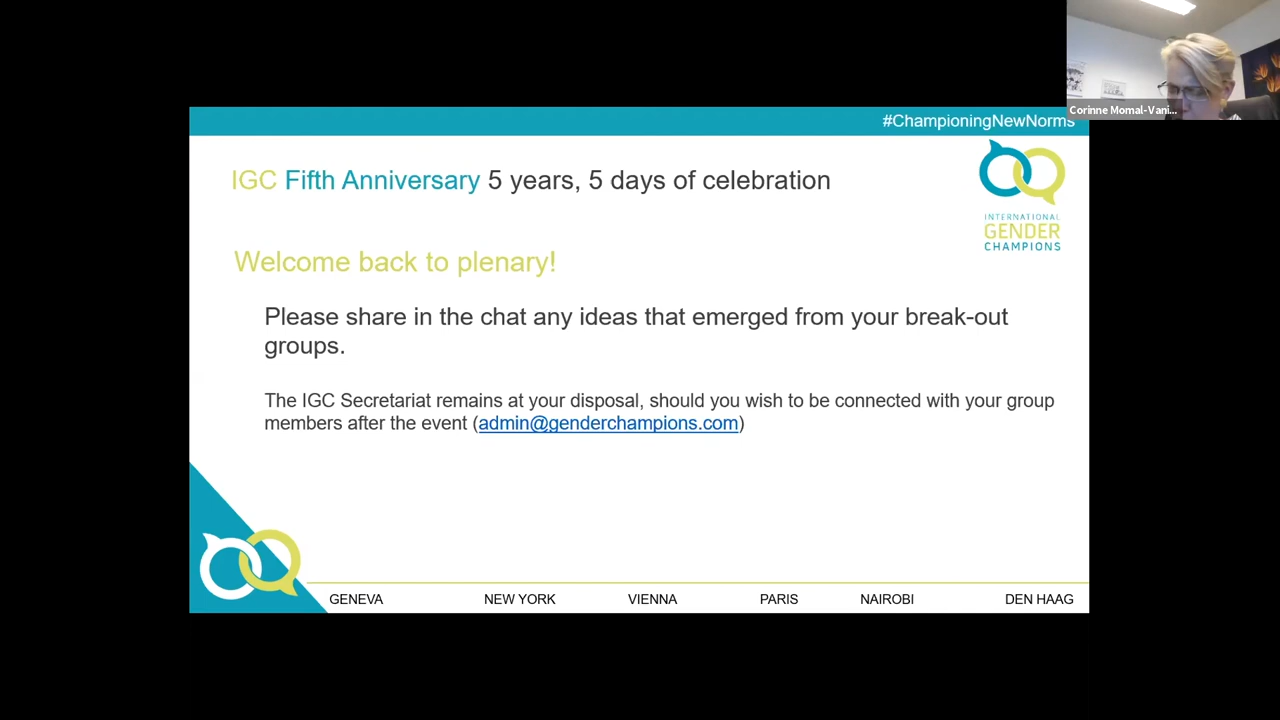 Corinne Momal-Vani...
#ChampioningNewNorms
IGC Fifth Anniversary 5 years, 5 days of celebration
INTERNATIONAL
GENDER
CHAMPIONS
Welcome back to plenary!
Please share in the chat any ideas that emerged from your break-out
groups.
The IGC Secretariat remains at your disposal, should you wish to be connected with your group
members after the event (admin@genderchampions.com)
GENEVA NEW YORK VIENNA PARIS NAIROBI DEN HAAG